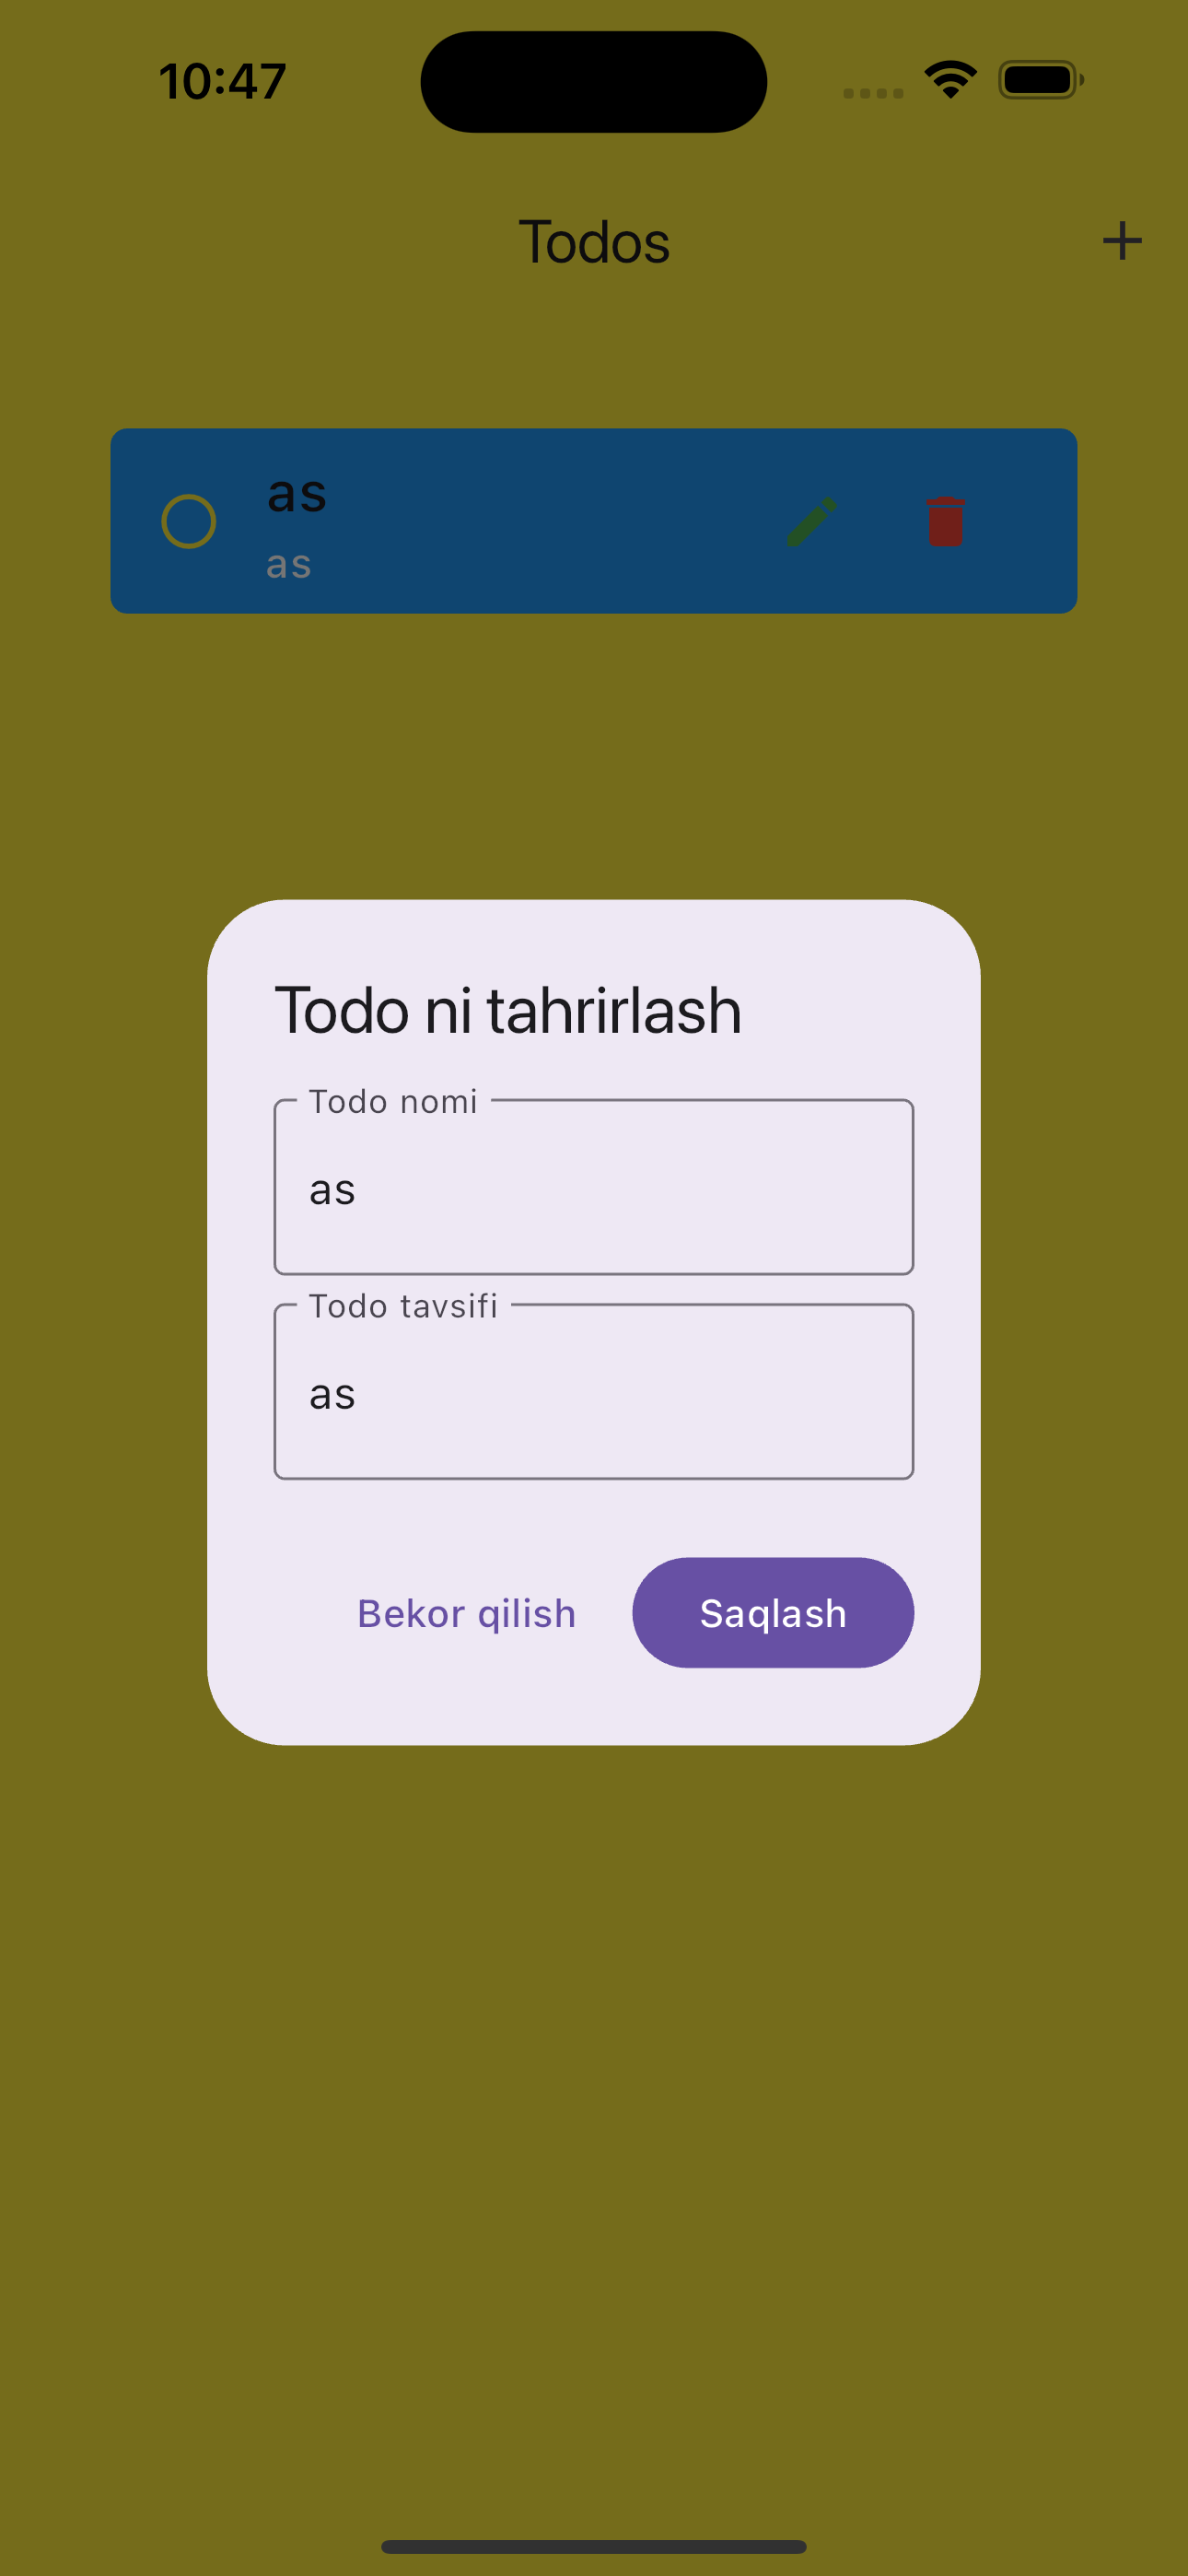 10:47
Todos
as
as
Todo ni tahrirlash
Todo nomi
as
Todo tavsifi
as
Bekor qilish
Saqlash